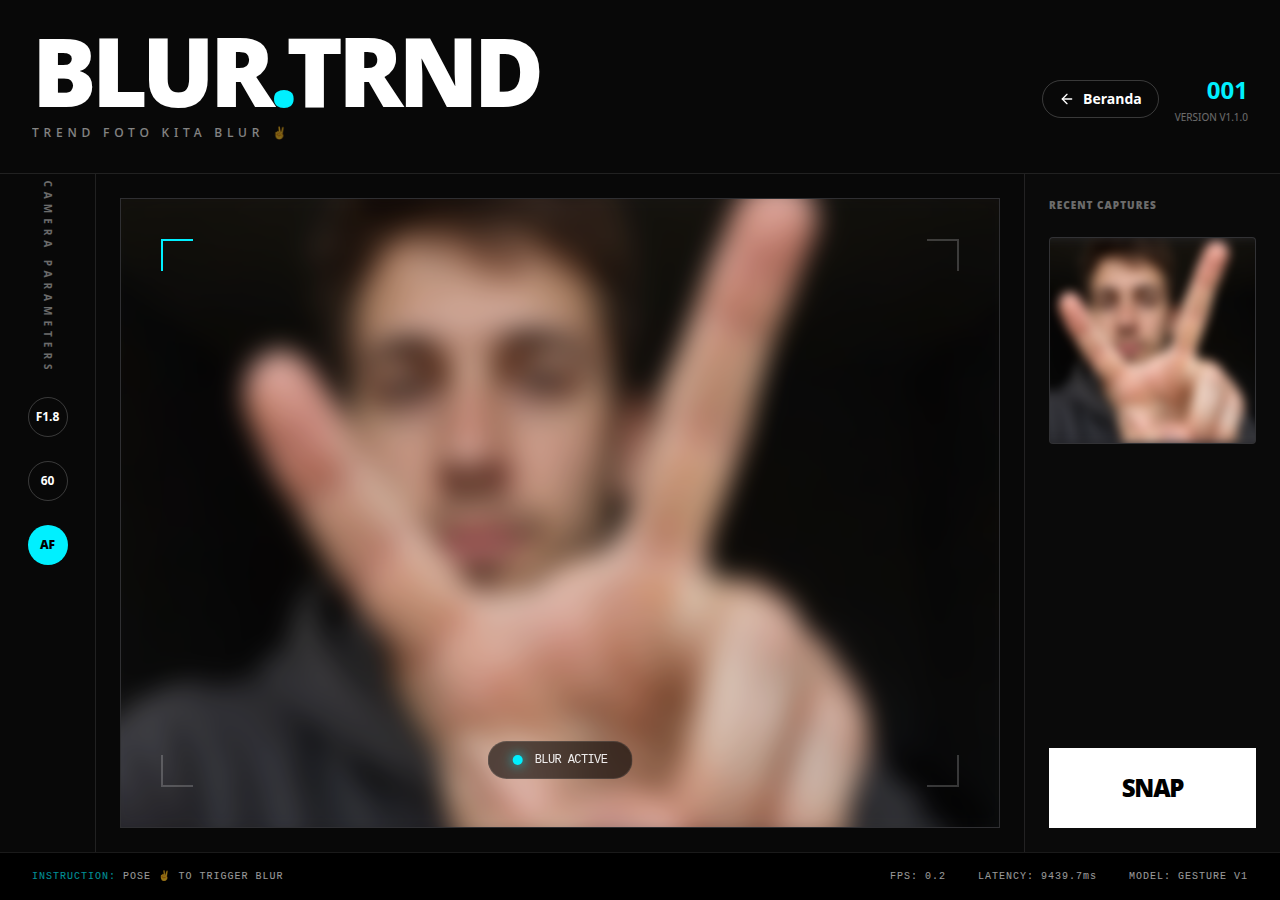 BLUR.TRND
TREND FOTO KITA BLUR ✌
← Beranda
001
VERSION V1.1.0
CAMERA PARAMETERS
F1.8
60
AF
BLUR ACTIVE
RECENT CAPTURES
SNAP
INSTRUCTION: POSE ✌ TO TRIGGER BLUR
FPS: 0.2
LATENCY: 9439.7ms
MODEL: GESTURE V1